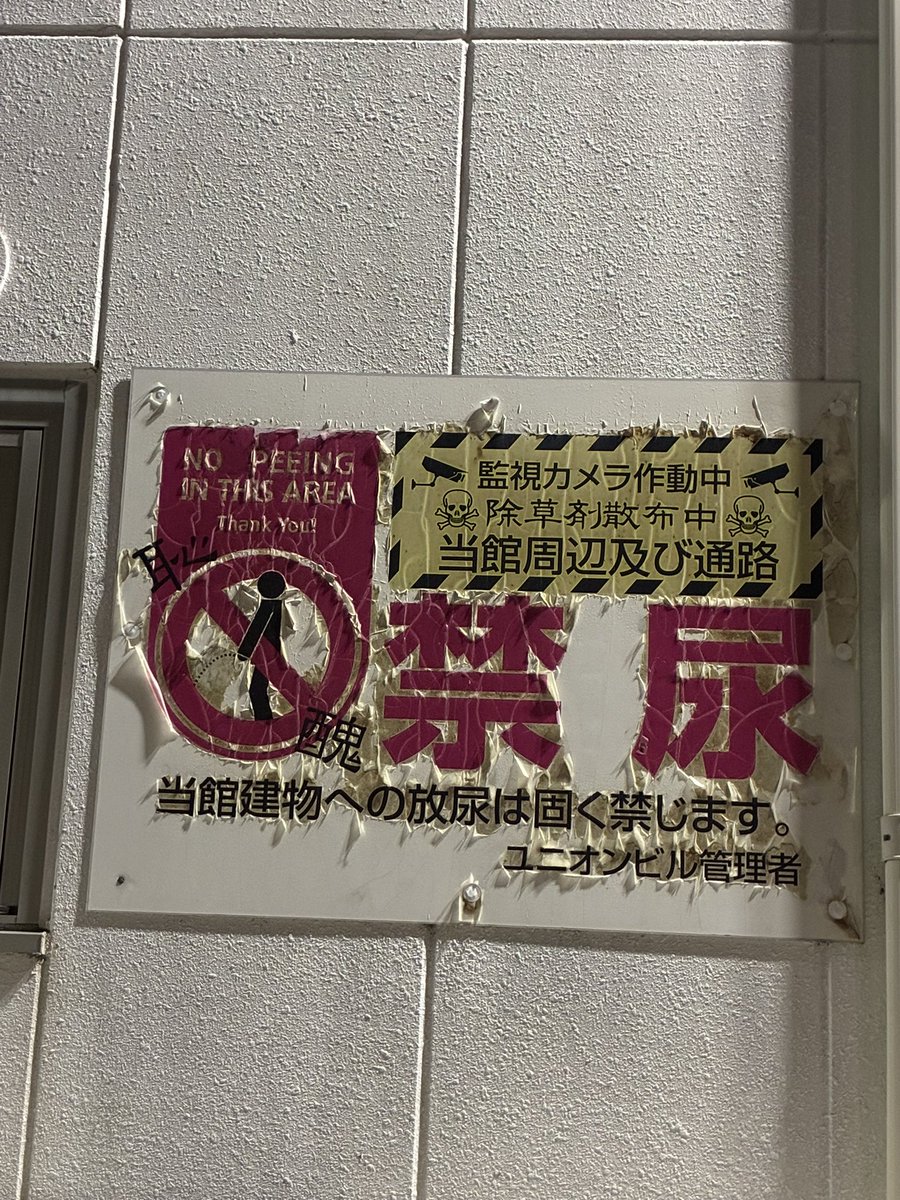 NO PEEING
IN THIS AREA
Thank You!
恥
醜
監視カメラ作動中
除草剤散布中
当館周辺及び通路
禁 尿
当館建物への放尿は固く禁じます。
ユニオンビル管理者